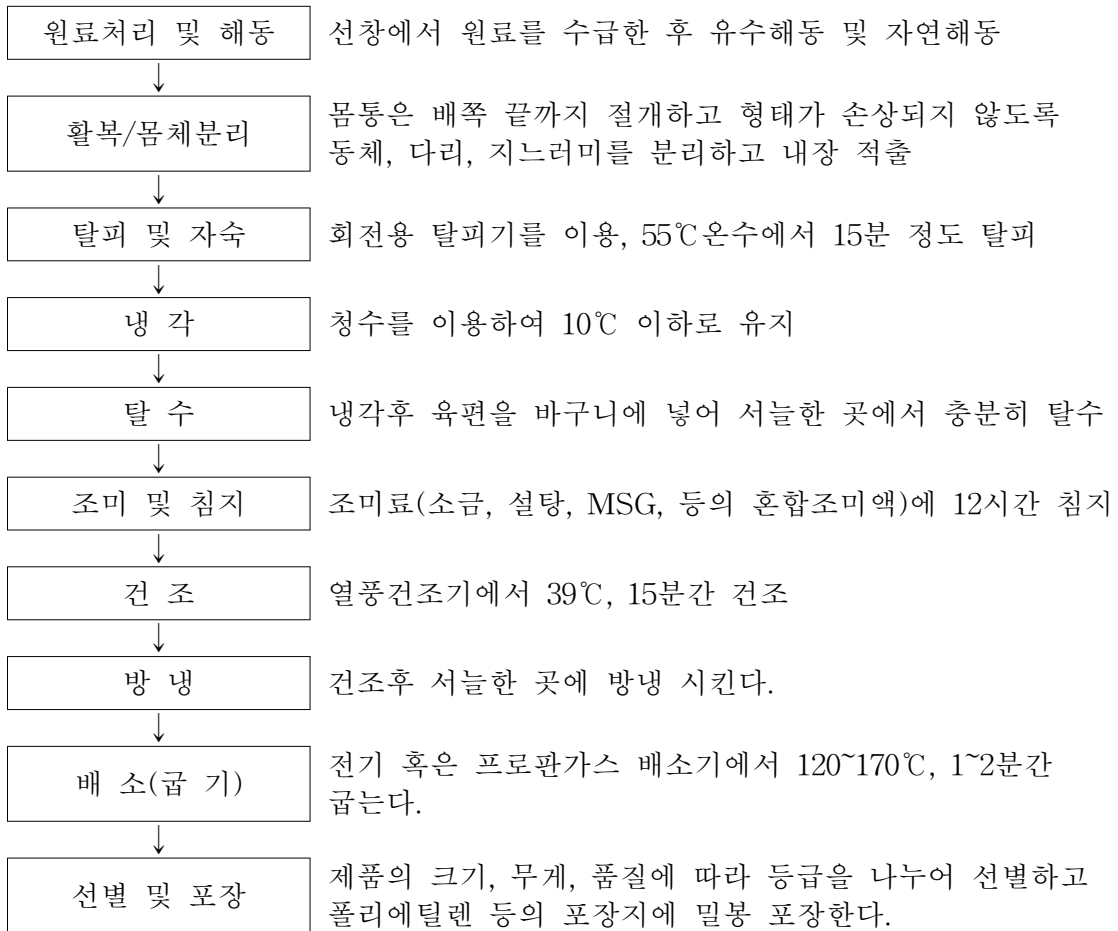 원료처리 및 해동
선창에서 원료를 수급한 후 유수해동 및 자연해동
↓
활복/몸체분리
몸통은 배쪽 끝까지 절개하고 형태가 손상되지 않도록
동체, 다리, 지느러미를 분리하고 내장 적출
↓
탈피 및 자숙
회전용 탈피기를 이용, 55℃온수에서 15분 정도 탈피
↓
냉 각
청수를 이용하여 10℃ 이하로 유지
↓
탈 수
냉각후 육편을 바구니에 넣어 서늘한 곳에서 충분히 탈수
↓
조미 및 침지
조미료(소금, 설탕, MSG, 등의 혼합조미액)에 12시간 침지
↓
건 조
열풍건조기에서 39℃, 15분간 건조
↓
방 냉
건조후 서늘한 곳에 방냉 시킨다.
↓
배 소(굽 기)
전기 혹은 프로판가스 배소기에서 120~170℃, 1~2분간
굽는다.
↓
선별 및 포장
제품의 크기, 무게, 품질에 따라 등급을 나누어 선별하고
폴리에틸렌 등의 포장지에 밀봉 포장한다.